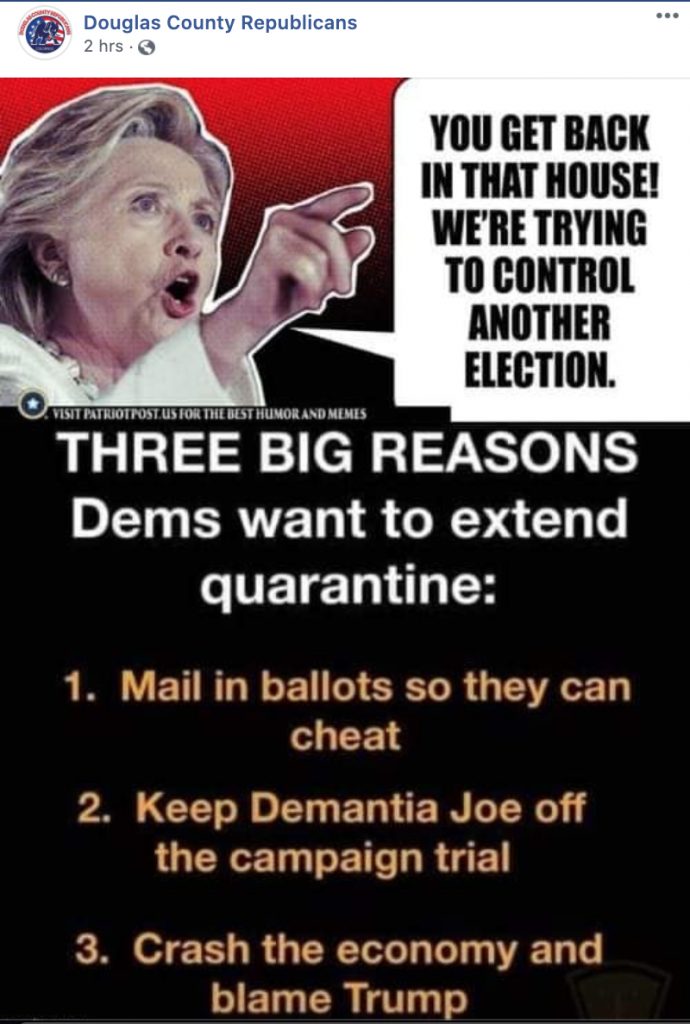 Douglas County Republicans
2 hrs ·
YOU GET BACK
IN THAT HOUSE!
WE'RE TRYING
TO CONTROL
ANOTHER
ELECTION.
VISIT PATRIOTPOST.US FOR THE BEST HUMOR AND MEMES
THREE BIG REASONS
Dems want to extend
quarantine:
1. Mail in ballots so they can
cheat
2. Keep Demantia Joe off
the campaign trial
3. Crash the economy and
blame Trump